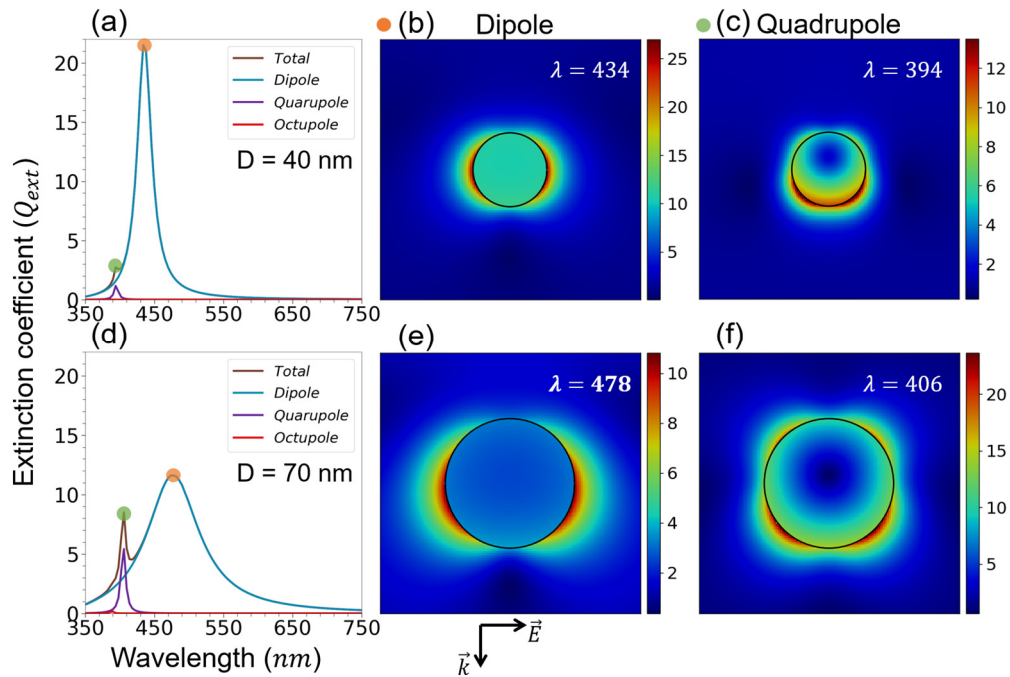 (a)
Total
Dipole
Quarupole
Octupole
D = 40 nm
20
15
10
5
0
350 450 550 650 750
(b) Dipole
λ = 434
25
20
15
10
5
(c) Quadrupole
λ = 394
12
10
8
6
4
2
Extinction coefficient (Q_ext)
(d)
Total
Dipole
Quarupole
Octupole
D = 70 nm
20
15
10
5
0
350 450 550 650 750
Wavelength (nm)
(e)
λ = 478
10
8
6
4
2
(f)
λ = 406
20
15
10
5
E⃗
k⃗